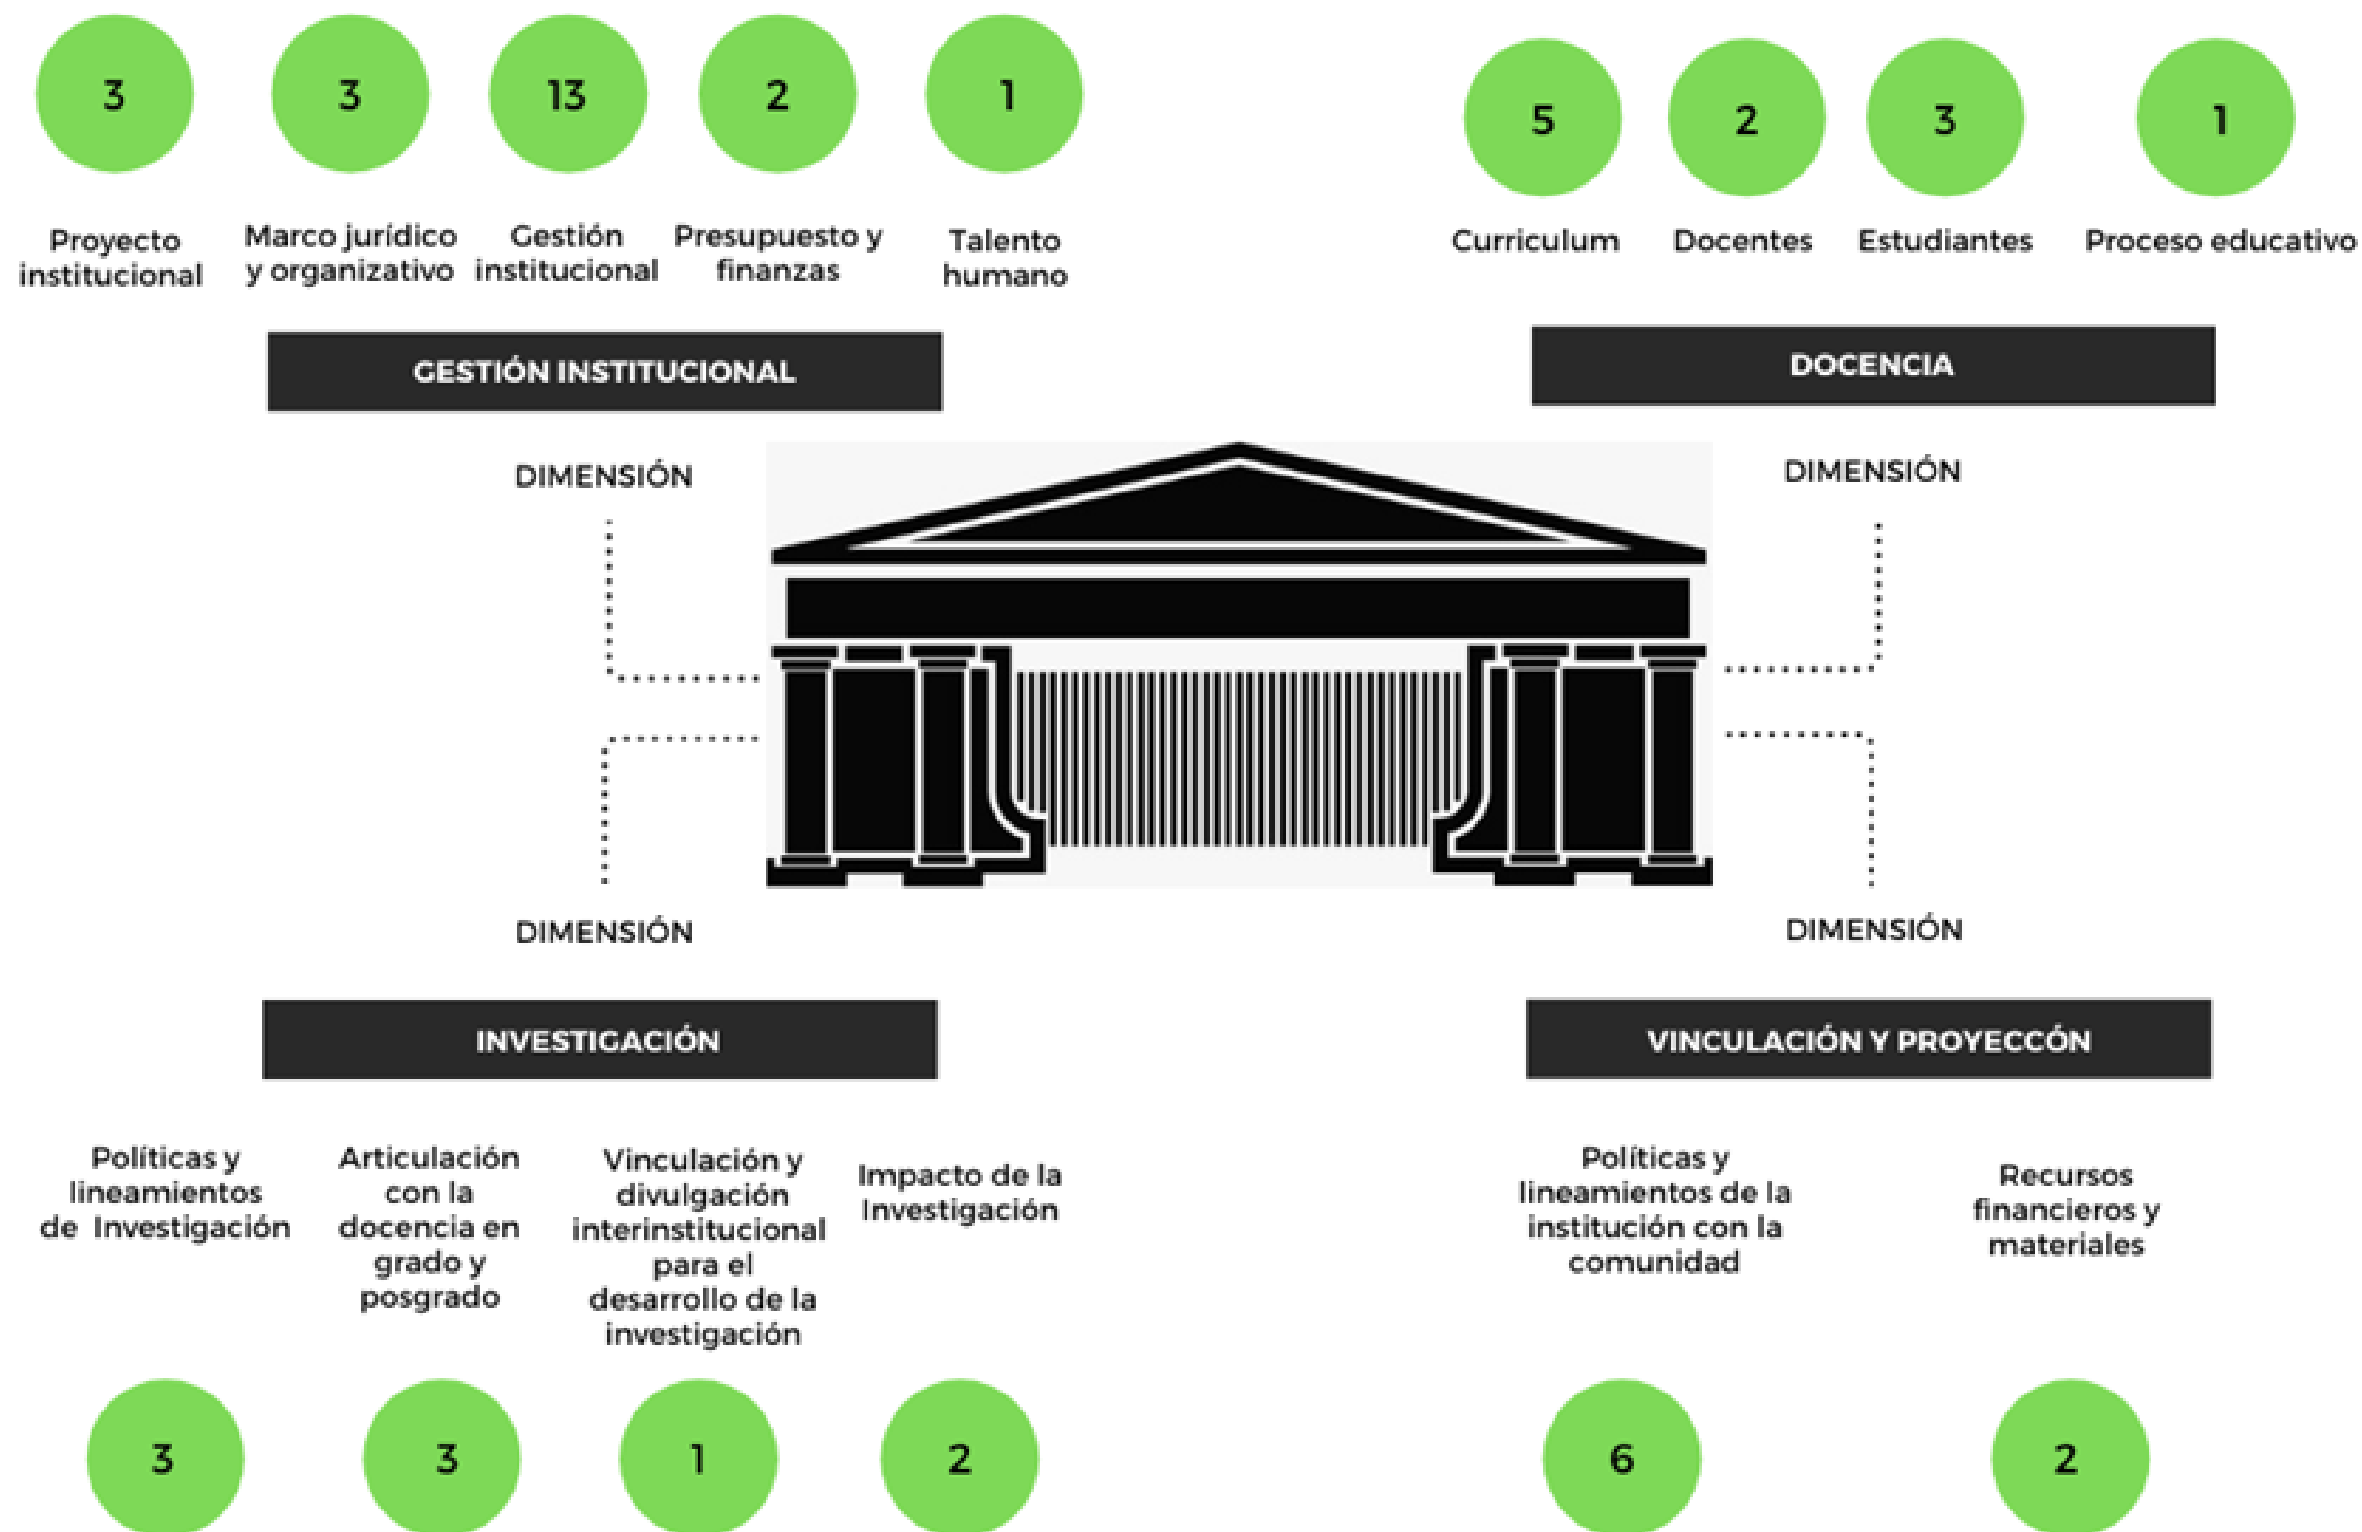 3
3
13
2
1
Proyecto
institucional
Marco jurídico
y organizativo
Gestión
institucional
Presupuesto y
finanzas
Talento
humano
GESTIÓN INSTITUCIONAL
DIMENSIÓN
5
2
3
1
Curriculum
Docentes
Estudiantes
Proceso educativo
DOCENCIA
DIMENSIÓN
DIMENSIÓN
INVESTIGACIÓN
Políticas y
lineamientos
de Investigación
Articulación
con la
docencia en
grado y
posgrado
Vinculación y
divulgación
interinstitucional
para el
desarrollo de la
investigación
Impacto de la
Investigación
3
3
1
2
DIMENSIÓN
VINCULACIÓN Y PROYECCÓN
Políticas y
lineamientos de la
institución con la
comunidad
Recursos
financieros y
materiales
6
2